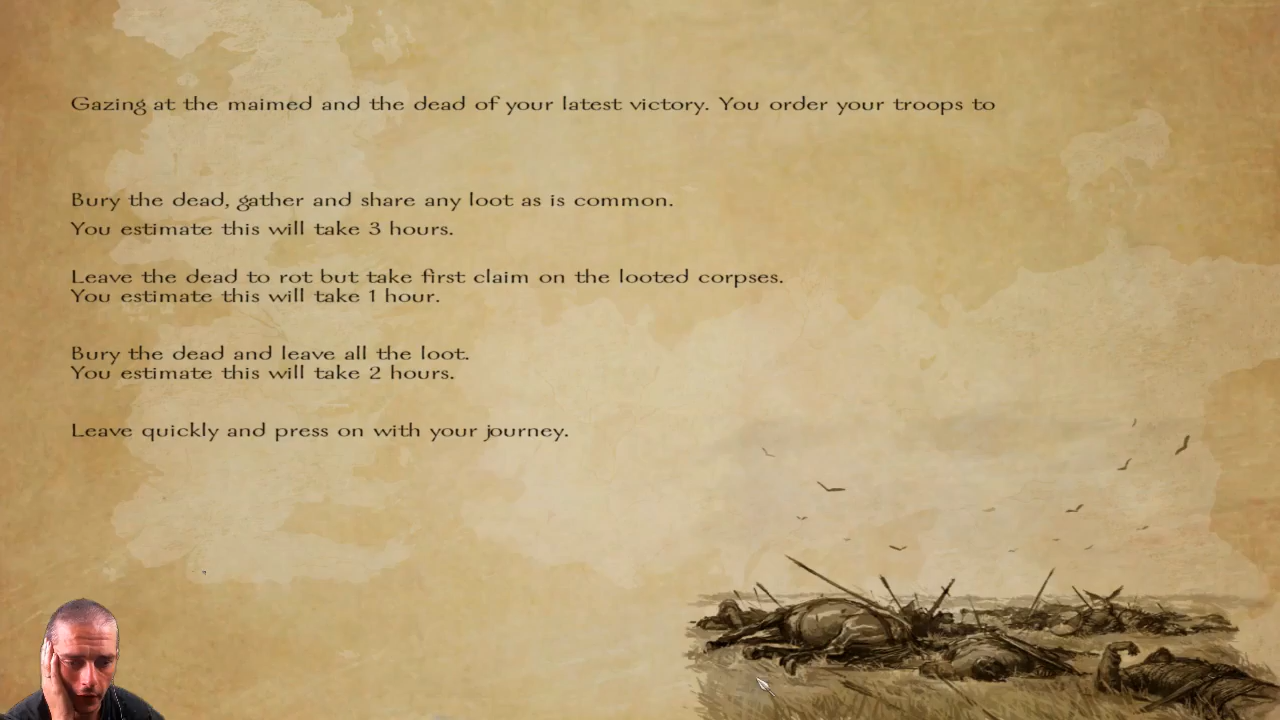 Gazing at the maimed and the dead of your latest victory. You order your troops to
Bury the dead, gather and share any loot as is common.
You estimate this will take 3 hours.
Leave the dead to rot but take first claim on the looted corpses.
You estimate this will take 1 hour.
Bury the dead and leave all the loot.
You estimate this will take 2 hours.
Leave quickly and press on with your journey.